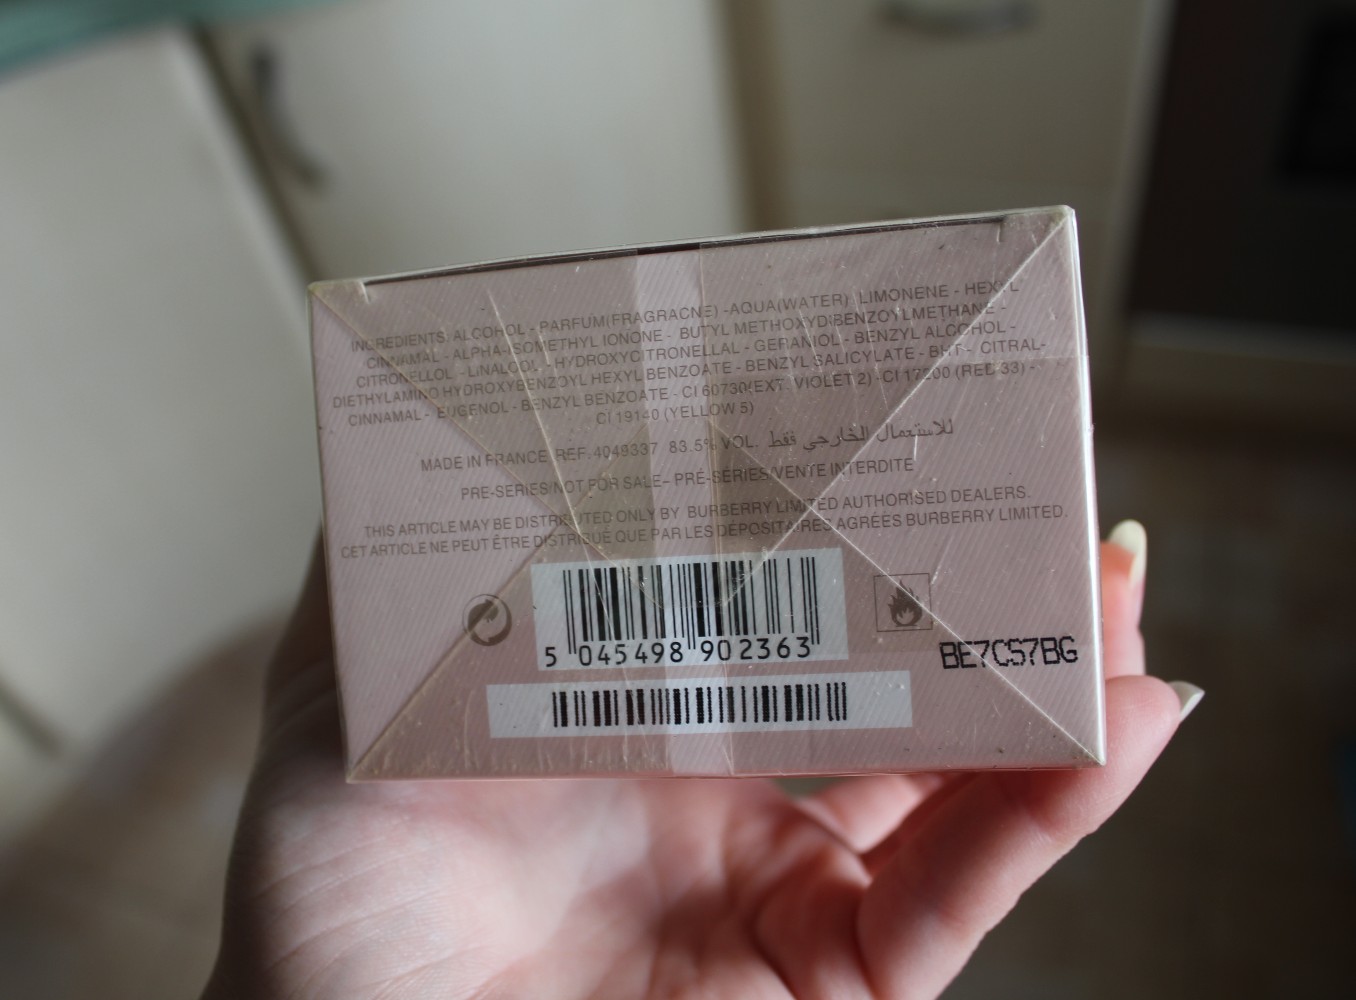 INGREDIENTS: ALCOHOL - PARFUM(FRAGRACNE) -AQUA(WATER)- LIMONENE - HEXYL
CINNAMAL - ALPHA-ISOMETHYL IONONE - BUTYL METHOXYDIBENZOYLMETHANE -
CITRONELLOL - LINALOOL - HYDROXYCITRONELLAL - GERANIOL - BENZYL ALCOHOL -
DIETHYLAMINO HYDROXYBENZOYL HEXYL BENZOATE - BENZYL SALICYLATE - BHT - CITRAL-
CINNAMAL - EUGENOL - BENZYL BENZOATE - CI 60730(EXT. VIOLET 2) -CI 17200 (RED 33) -
CI 19140 (YELLOW 5)
MADE IN FRANCE REF. 4049337 83.5% VOL. للاستعمال الخارجي فقط
PRE-SERIES/NOT FOR SALE- PRÉ-SÉRIES/VENTE INTERDITE
THIS ARTICLE MAY BE DISTRIBUTED ONLY BY BURBERRY LIMITED AUTHORISED DEALERS.
CET ARTICLE NE PEUT ÊTRE DISTRIBUÉ QUE PAR LES DÉPOSITAIRES AGRÉÉS BURBERRY LIMITED.
5 045498 902363
BE7CS7BG